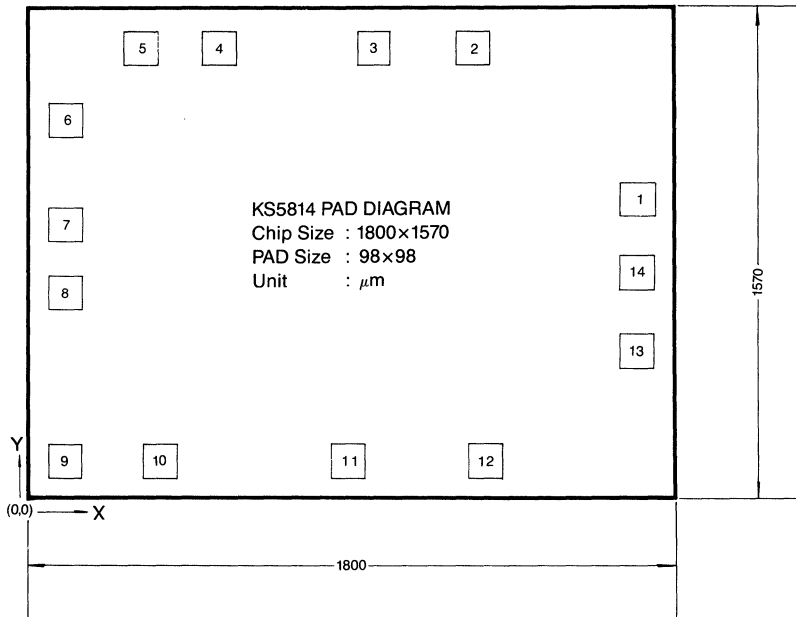 5 4 3 2
6
1
KS5814 PAD DIAGRAM
7
Chip Size : 1800×1570
PAD Size : 98×98
14
Unit : μm
1570
8
13
Y
9 10 11 12
(0,0) X
1800